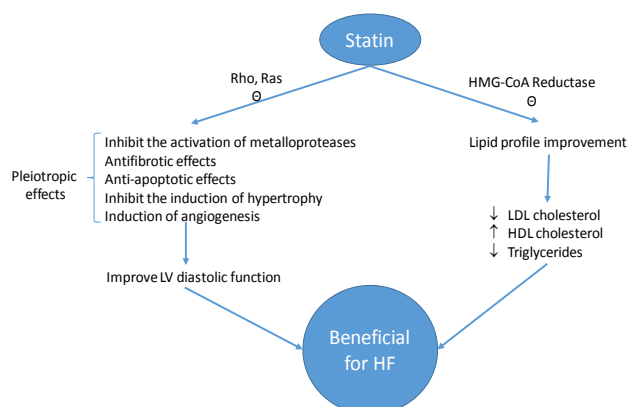 Statin
Rho, Ras
Θ
HMG-CoA Reductase
Θ
Pleiotropic
effects
Inhibit the activation of metalloproteases
Antifibrotic effects
Anti-apoptotic effects
Inhibit the induction of hypertrophy
Induction of angiogenesis
Improve LV diastolic function
Lipid profile improvement
↓ LDL cholesterol
↑ HDL cholesterol
↓ Triglycerides
Beneficial
for HF